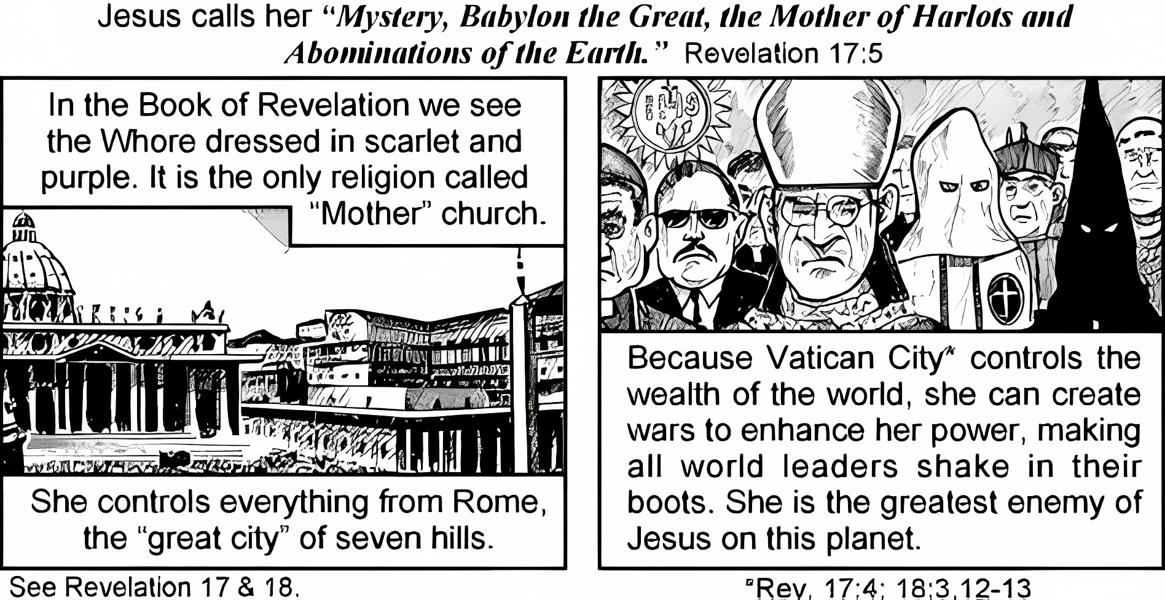 Jesus calls her “Mystery, Babylon the Great, the Mother of Harlots and
Abominations of the Earth.” Revelation 17:5
In the Book of Revelation we see
the Whore dressed in scarlet and
purple. It is the only religion called
“Mother” church.
She controls everything from Rome,
the “great city” of seven hills.
See Revelation 17 & 18.
Because Vatican City* controls the
wealth of the world, she can create
wars to enhance her power, making
all world leaders shake in their
boots. She is the greatest enemy of
Jesus on this planet.
*Rev. 17:4; 18:3,12-13